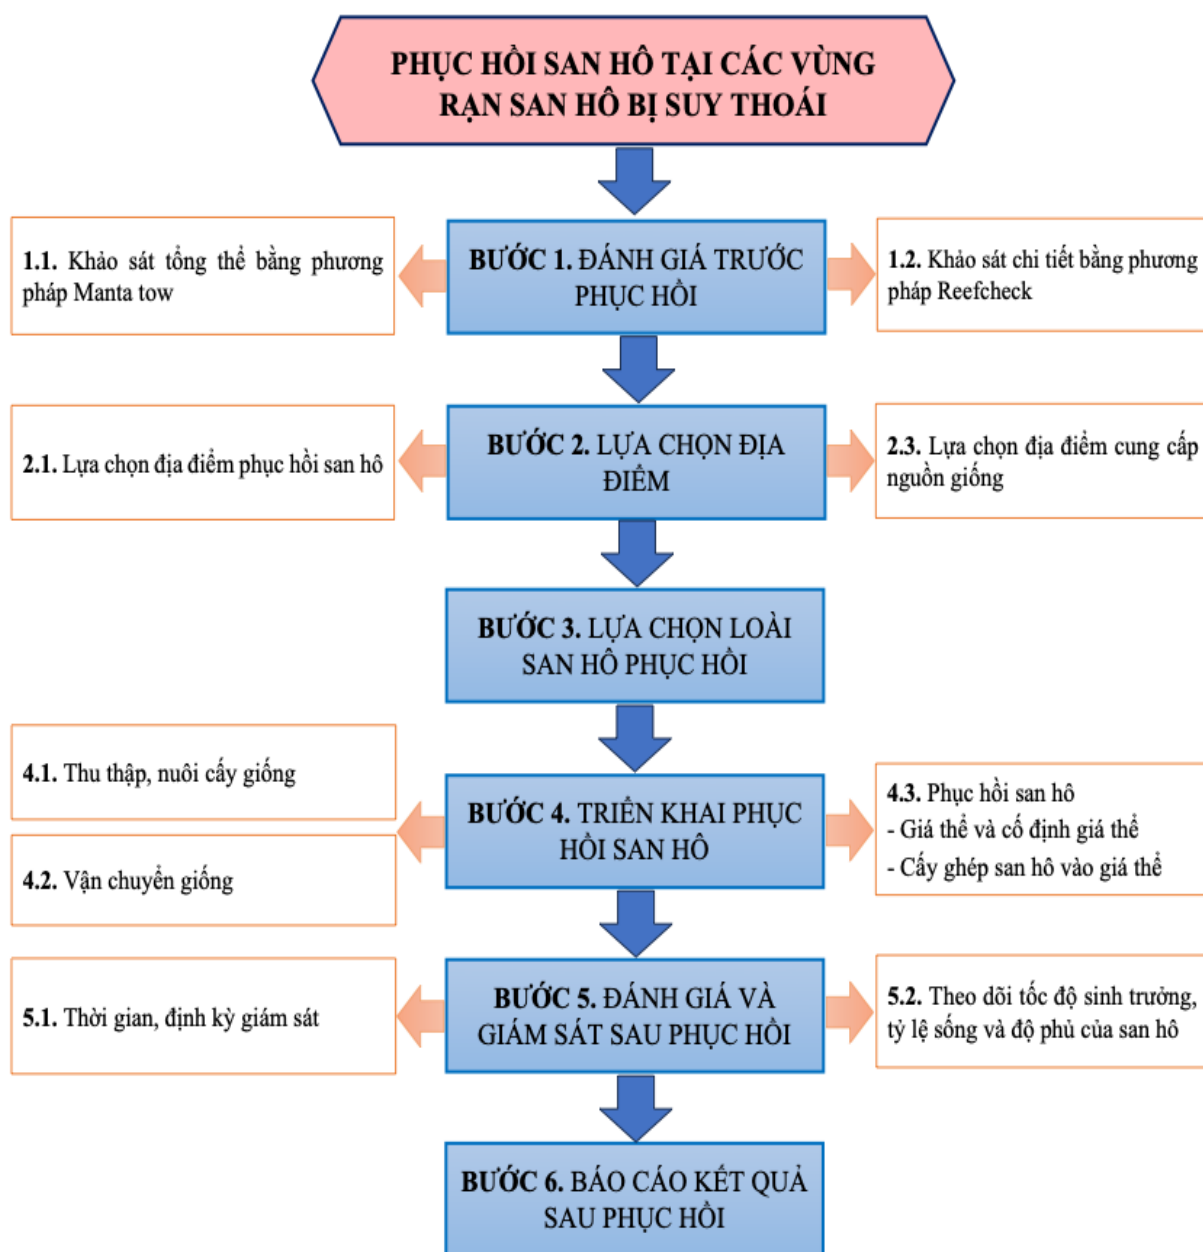 PHỤC HỒI SAN HÔ TẠI CÁC VÙNG
RẠN SAN HÔ BỊ SUY THOÁI
BƯỚC 1. ĐÁNH GIÁ TRƯỚC
PHỤC HỒI
1.1. Khảo sát tổng thể bằng phương
pháp Manta tow
1.2. Khảo sát chi tiết bằng phương
pháp Reefcheck
BƯỚC 2. LỰA CHỌN ĐỊA
ĐIỂM
2.1. Lựa chọn địa điểm phục hồi san hô
2.3. Lựa chọn địa điểm cung cấp
nguồn giống
BƯỚC 3. LỰA CHỌN LOÀI
SAN HÔ PHỤC HỒI
BƯỚC 4. TRIỂN KHAI PHỤC
HỒI SAN HÔ
4.1. Thu thập, nuôi cấy giống
4.2. Vận chuyển giống
4.3. Phục hồi san hô
- Giá thể và cố định giá thể
- Cấy ghép san hô vào giá thể
BƯỚC 5. ĐÁNH GIÁ VÀ
GIÁM SÁT SAU PHỤC HỒI
5.1. Thời gian, định kỳ giám sát
5.2. Theo dõi tốc độ sinh trưởng,
tỷ lệ sống và độ phủ của san hô
BƯỚC 6. BÁO CÁO KẾT QUẢ
SAU PHỤC HỒI